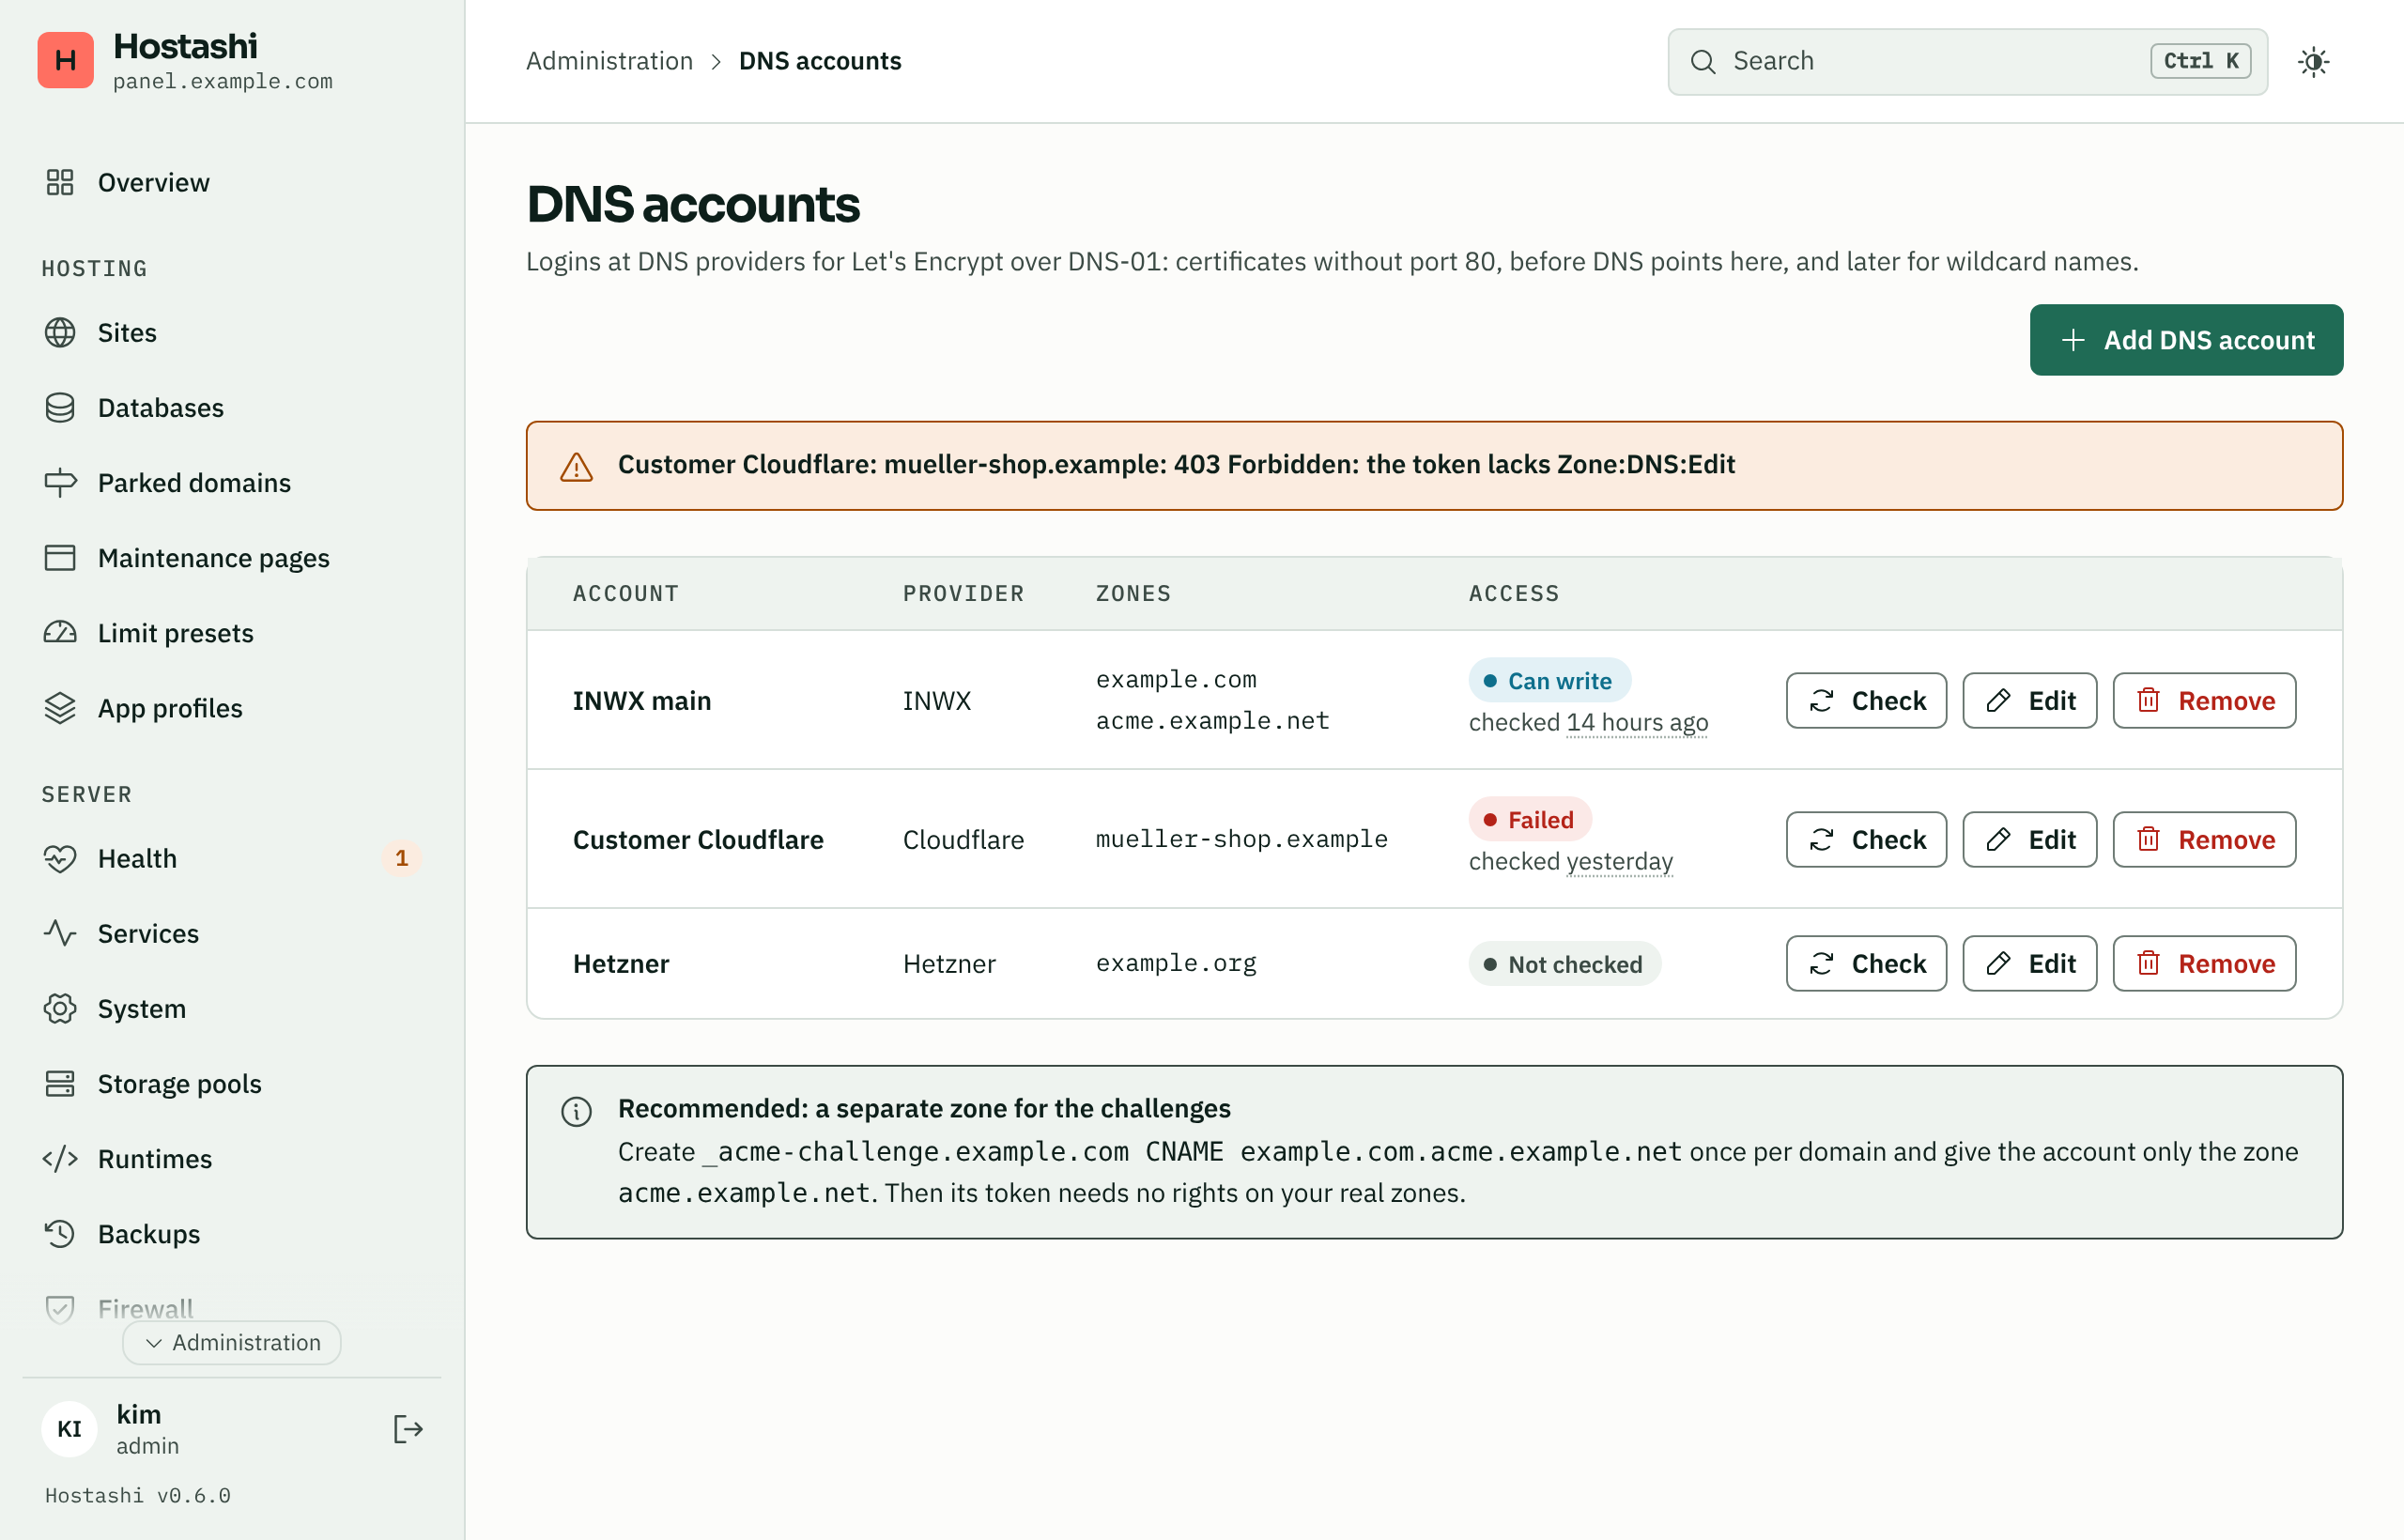 H
Hostashi
panel.example.com
Overview
HOSTING
Sites
Databases
Parked domains
Maintenance pages
Limit presets
App profiles
SERVER
Health 1
Services
System
Storage pools
Runtimes
Backups
Firewall
Administration
KI
kim
admin
Hostashi v0.6.0
Administration > DNS accounts
Search Ctrl K
DNS accounts
Logins at DNS providers for Let's Encrypt over DNS-01: certificates without port 80, before DNS points here, and later for wildcard names.
+ Add DNS account
Customer Cloudflare: mueller-shop.example: 403 Forbidden: the token lacks Zone:DNS:Edit
ACCOUNT PROVIDER ZONES ACCESS
INWX main INWX example.com acme.example.net Can write checked 14 hours ago Check Edit Remove
Customer Cloudflare Cloudflare mueller-shop.example Failed checked yesterday Check Edit Remove
Hetzner Hetzner example.org Not checked Check Edit Remove
Recommended: a separate zone for the challenges
Create _acme-challenge.example.com CNAME example.com.acme.example.net once per domain and give the account only the zone
acme.example.net. Then its token needs no rights on your real zones.